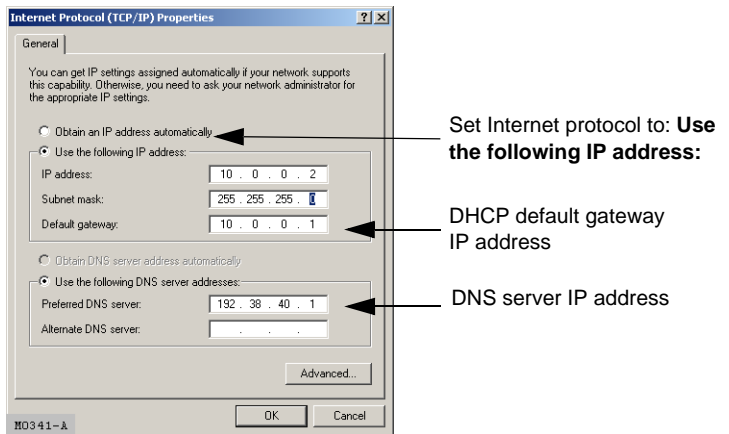 Internet Protocol (TCP/IP) Properties
? X
General
You can get IP settings assigned automatically if your network supports
this capability. Otherwise, you need to ask your network administrator for
the appropriate IP settings.
Obtain an IP address automatically
Use the following IP address:
IP address: 10 . 0 . 0 . 2
Subnet mask: 255 . 255 . 255 . 0
Default gateway: 10 . 0 . 0 . 1
Obtain DNS server address automatically
Use the following DNS server addresses:
Preferred DNS server: 192 . 38 . 40 . 1
Alternate DNS server: . . .
Advanced...
OK Cancel
M0341-A
Set Internet protocol to: Use
the following IP address:
DHCP default gateway
IP address
DNS server IP address